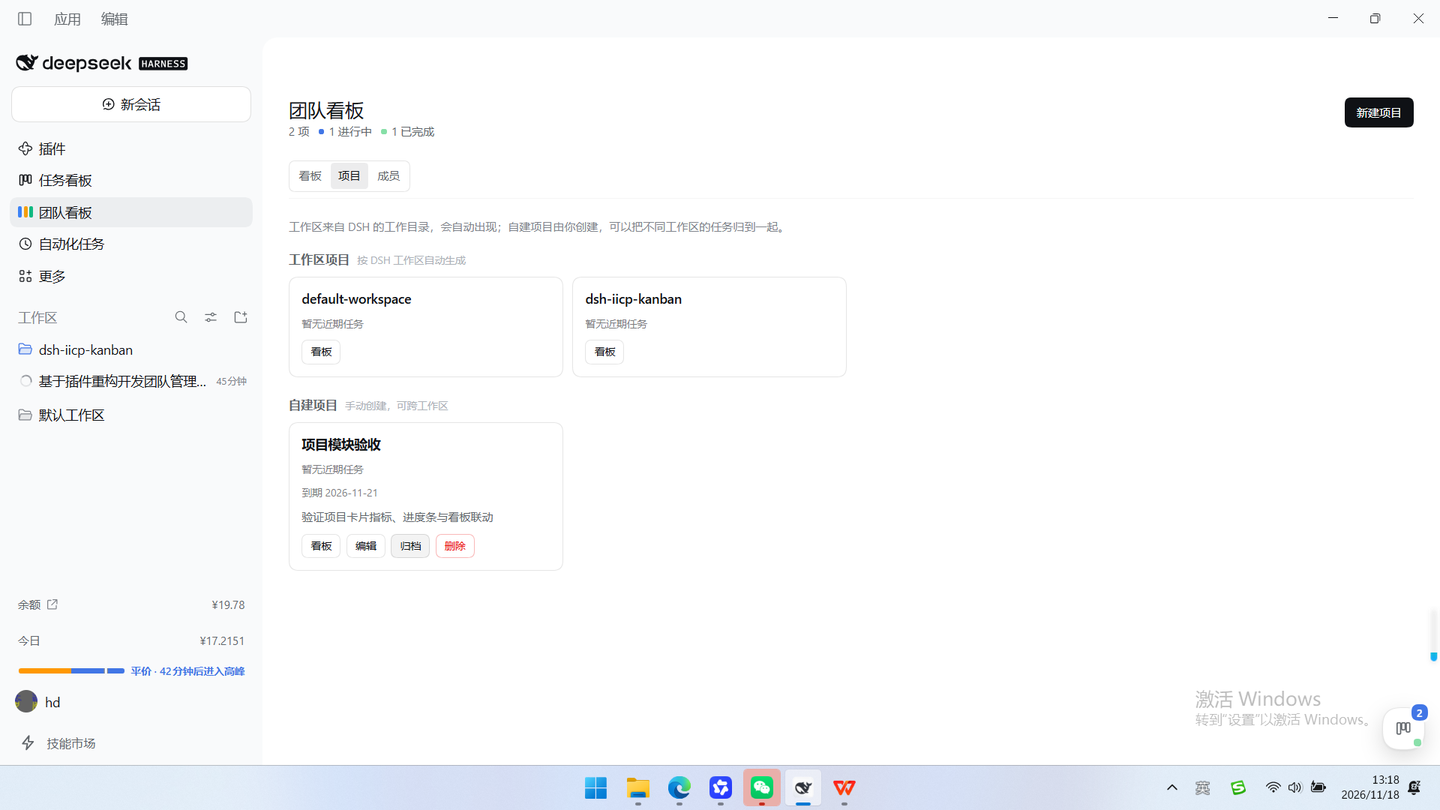 应用 编辑
deepseek HARNESS
新会话
插件
任务看板
团队看板
自动化任务
更多
工作区
dsh-iicp-kanban
基于插件重构开发团队管理... 45分钟
默认工作区
余额 ¥19.78
今日 ¥17.2151
平价 · 42分钟后进入高峰
hd
技能市场
团队看板
新建项目
2 项 1 进行中 1 已完成
看板 项目 成员
工作区来自 DSH 的工作目录，会自动出现；自建项目由你创建，可以把不同工作区的任务归到一起。
工作区项目 按 DSH 工作区自动生成
default-workspace
暂无近期任务
看板
dsh-iicp-kanban
暂无近期任务
看板
自建项目 手动创建，可跨工作区
项目模块验收
暂无近期任务
到期 2026-11-21
验证项目卡片指标、进度条与看板联动
看板 编辑 归档 删除
激活 Windows
转到"设置"以激活 Windows。
2
英
13:18
2026/11/18